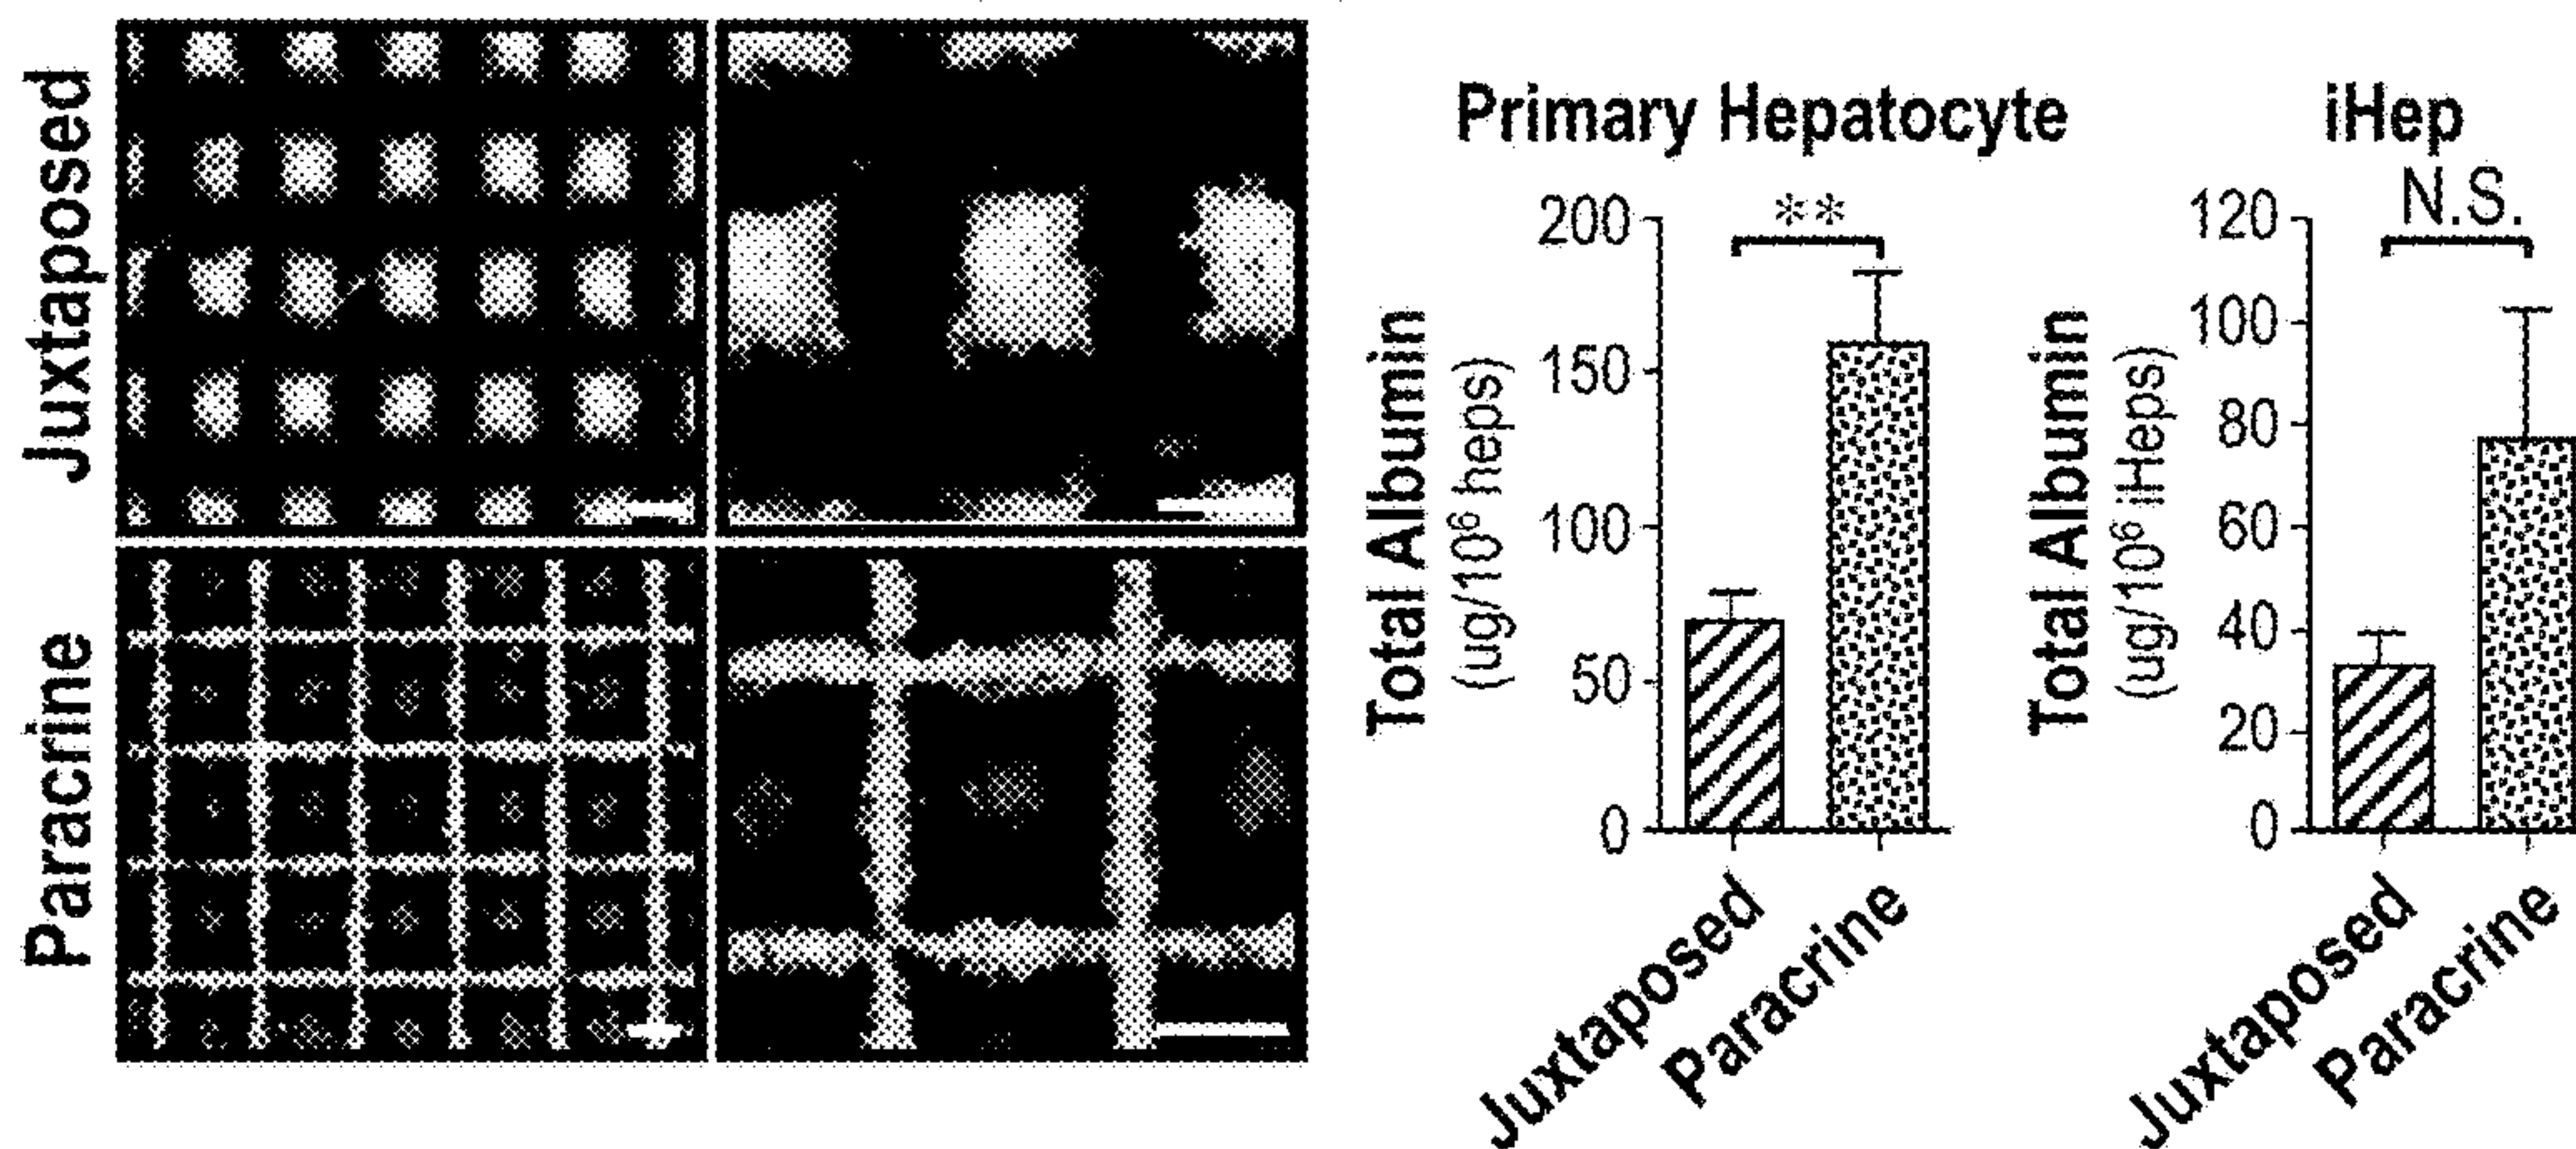 Juxtaposed
Paracrine
Primary Hepatocyte
**
Total Albumin
(ug/10⁶ heps)
200
150
100
50
0
Juxtaposed
Paracrine
iHep
N.S.
Total Albumin
(ug/10⁶ iHeps)
120
100
80
60
40
20
0
Juxtaposed
Paracrine